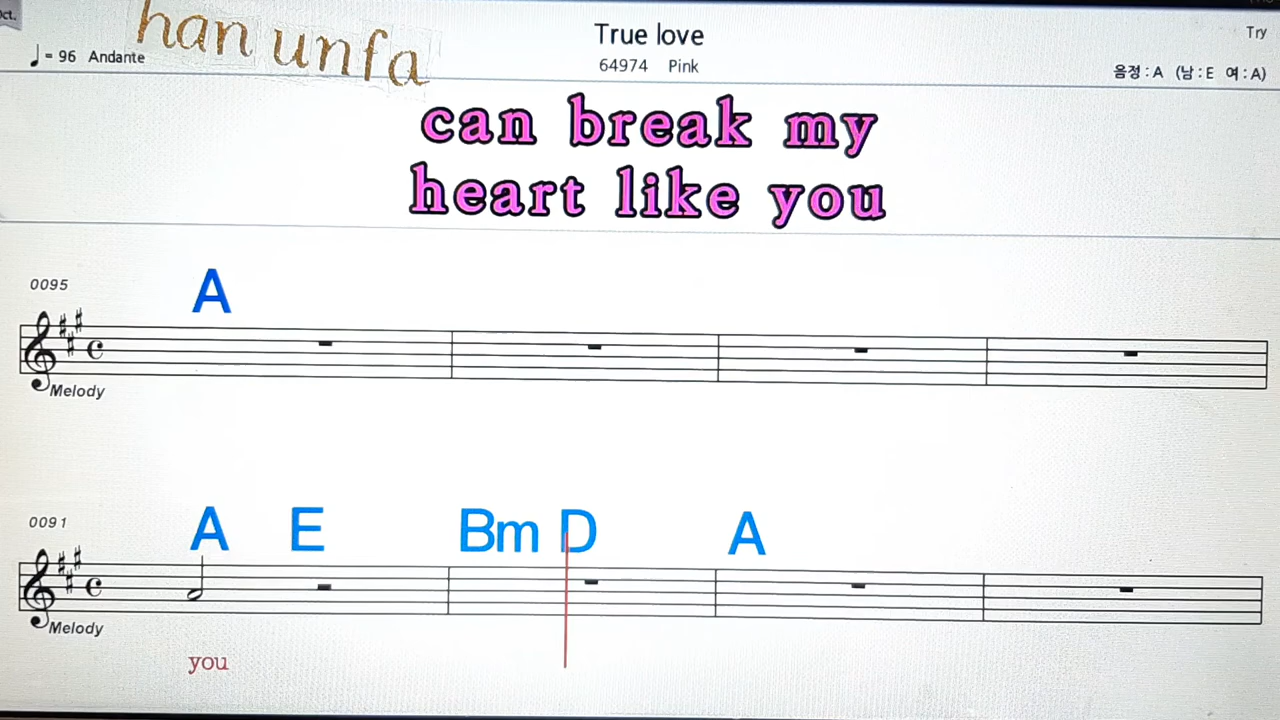 Oct.
han unfa
♩ = 96 Andante
True love
64974 Pink
Try
음정 : A (남 : E 여 : A)
can break my
heart like you
0095
A
Melody
0091
A E Bm D A
Melody
you